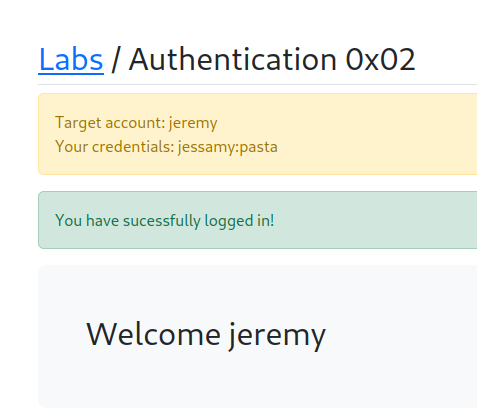 Labs / Authentication 0x02
Target account: jeremy
Your credentials: jessamy:pasta
You have sucessfully logged in!
Welcome jeremy